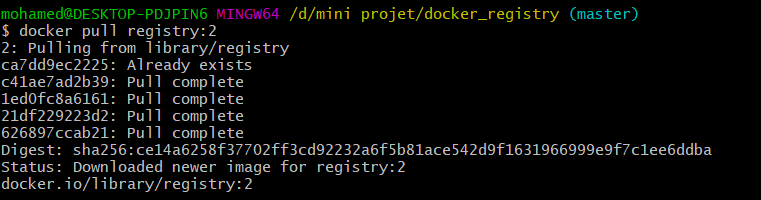 mohamed@DESKTOP-PDJPIN6 MINGW64 /d/mini projet/docker_registry (master)
$ docker pull registry:2
2: Pulling from library/registry
ca7dd9ec2225: Already exists
c41ae7ad2b39: Pull complete
1ed0fc8a6161: Pull complete
21df229223d2: Pull complete
626897ccab21: Pull complete
Digest: sha256:ce14a6258f37702ff3cd92232a6f5b81ace542d9f1631966999e9f7c1ee6ddba
Status: Downloaded newer image for registry:2
docker.io/library/registry:2